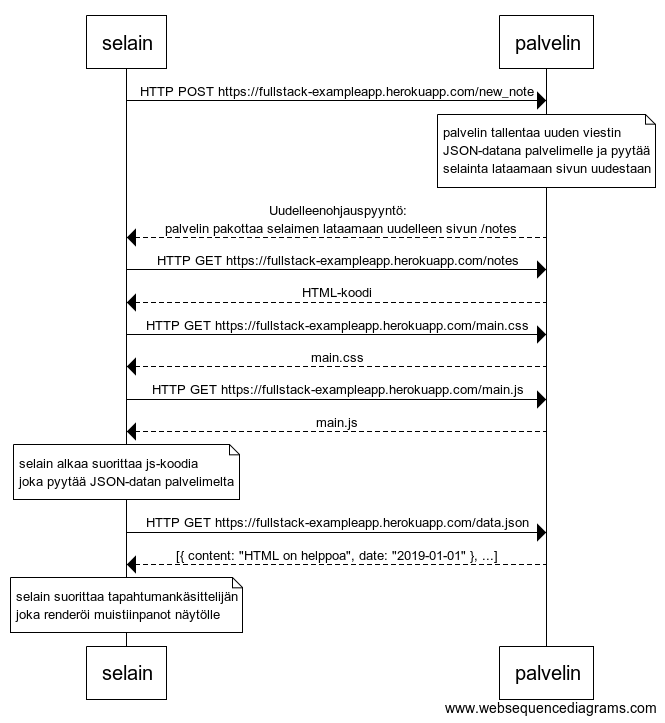 selain
palvelin
HTTP POST https://fullstack-exampleapp.herokuapp.com/new_note
palvelin tallentaa uuden viestin
JSON-datana palvelimelle ja pyytää
selainta lataamaan sivun uudestaan
Uudelleenohjauspyyntö:
palvelin pakottaa selaimen lataamaan uudelleen sivun /notes
HTTP GET https://fullstack-exampleapp.herokuapp.com/notes
HTML-koodi
HTTP GET https://fullstack-exampleapp.herokuapp.com/main.css
main.css
HTTP GET https://fullstack-exampleapp.herokuapp.com/main.js
main.js
selain alkaa suorittaa js-koodia
joka pyytää JSON-datan palvelimelta
HTTP GET https://fullstack-exampleapp.herokuapp.com/data.json
[{ content: "HTML on helppoa", date: "2019-01-01" }, ...]
selain suorittaa tapahtumankäsittelijän
joka renderöi muistiinpanot näytölle
selain
palvelin
www.websequencediagrams.com